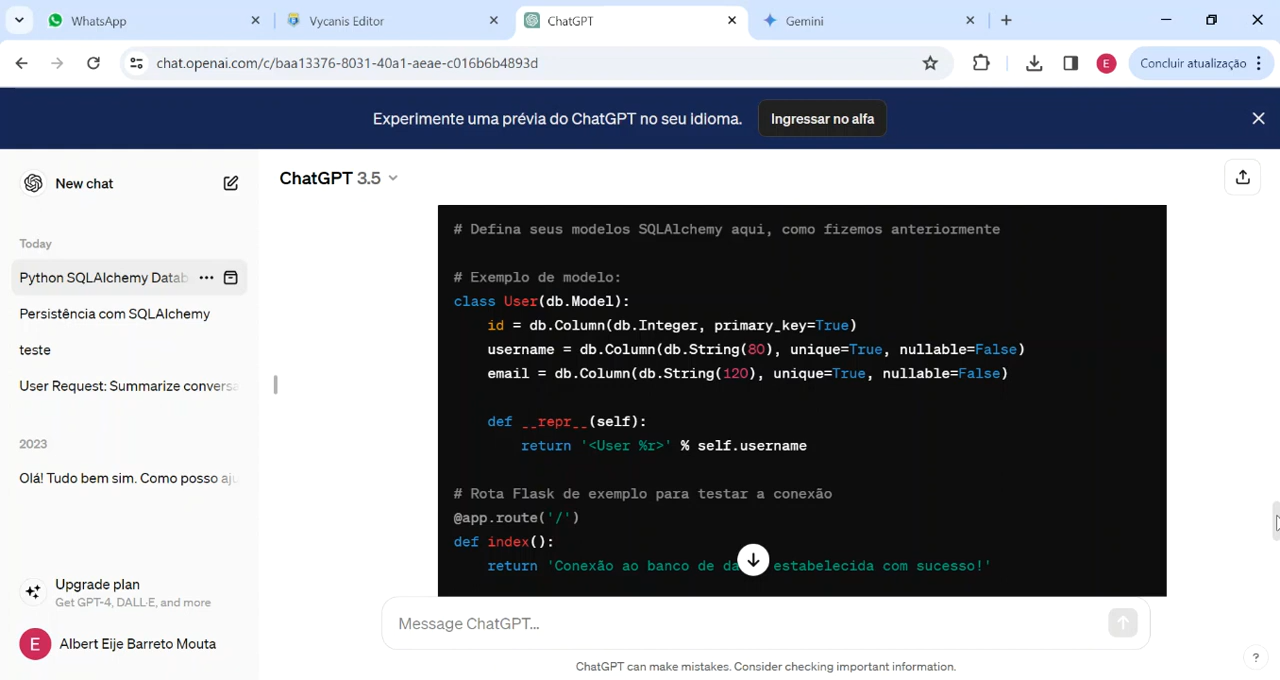 WhatsApp
Vycanis Editor
ChatGPT
Gemini
chat.openai.com/c/baa13376-8031-40a1-aeae-c016b6b4893d
E
Concluir atualização
Experimente uma prévia do ChatGPT no seu idioma.
Ingressar no alfa
New chat
Today
Python SQLAlchemy Datab
Persistência com SQLAlchemy
teste
User Request: Summarize conversa
2023
Olá! Tudo bem sim. Como posso aju
Upgrade plan
Get GPT-4, DALL·E, and more
E
Albert Eije Barreto Mouta
ChatGPT 3.5
# Defina seus modelos SQLAlchemy aqui, como fizemos anteriormente
# Exemplo de modelo:
class User(db.Model):
    id = db.Column(db.Integer, primary_key=True)
    username = db.Column(db.String(80), unique=True, nullable=False)
    email = db.Column(db.String(120), unique=True, nullable=False)
    def __repr__(self):
        return '<User %r>' % self.username
# Rota Flask de exemplo para testar a conexão
@app.route('/')
def index():
    return 'Conexão ao banco de da estabelecida com sucesso!'
Message ChatGPT...
ChatGPT can make mistakes. Consider checking important information.
?